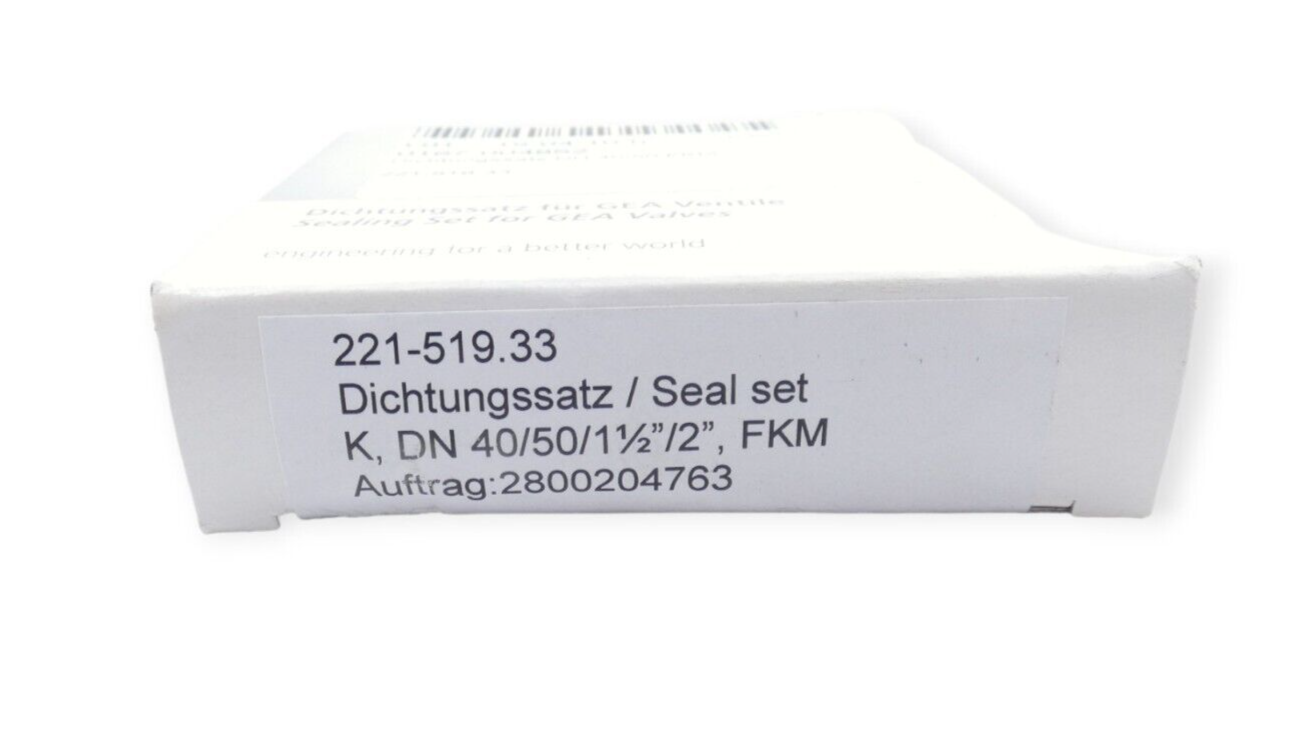 Dichtungssatz für GEA Ventile
Sealing Set for GEA Valves
engineering for a better world
221-519.33
Dichtungssatz / Seal set
K, DN 40/50/1½”/2”, FKM
Auftrag:2800204763